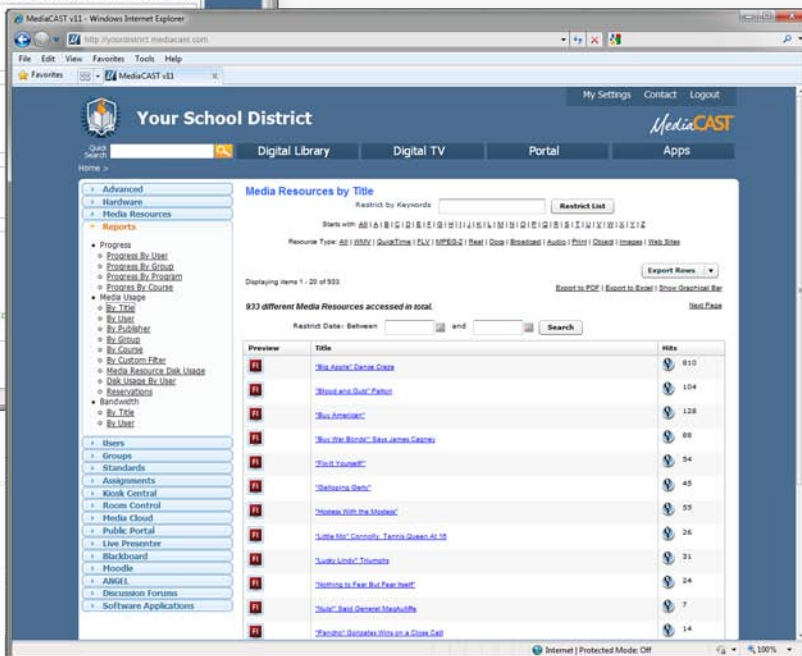 MediaCAST v11 - Windows Internet Explorer
http://yourdistrict.mediacast.com
File Edit View Favorites Tools Help
Favorites MediaCAST v11
My Settings Contact Logout
Your School District
MediaCAST
Quick Search
Digital Library Digital TV Portal Apps
Home >
Advanced
Hardware
Media Resources
Reports
Progress
Progress By User
Progress By Group
Progress By Program
Progres By Course
Media Usage
By Title
By User
By Publisher
By Group
By Course
By Custom Filter
Media Resource Disk Usage
Disk Usage By User
Reservations
Bandwidth
By Title
By User
Users
Groups
Standards
Assignments
Kiosk Central
Room Control
Media Cloud
Public Portal
Live Presenter
Blackboard
Moodle
ANGEL
Discussion Forums
Software Applications
Media Resources by Title
Restrict by Keywords Restrict List
Starts with: All | A | B | C | D | E | F | G | H | I | J | K | L | M | N | O | P | Q | R | S | T | U | V | W | X | Y | Z
Resource Type: All | WMV | QuickTime | FLV | MPEG-2 | Real | Docs | Broadcast | Audio | Print | Object | Images | Web Sites
Export Rows
Displaying items 1 - 20 of 933
Export to PDF | Export to Excel | Show Graphical Bar
933 different Media Resources accessed in total.
Next Page
Restrict Date: Between and Search
Preview Title Hits
"Big Apple" Dance Craze 810
"Blood and Guts" Patton 104
"Buy American" 128
"Buy War Bonds" Says James Cagney 88
"Fix-It Yourself" 54
"Galloping Gerty" 45
"Hostess With the Mostess" 55
"Little Mo" Connolly, Tennis Queen At 18 26
"Lucky Lindy" Triumphs 31
"Nothing to Fear But Fear Itself" 24
"Nuts" Said General MacAuliffe 7
"Pancho" Gonzales Wins on a Close Call 14
Internet | Protected Mode: Off 100%